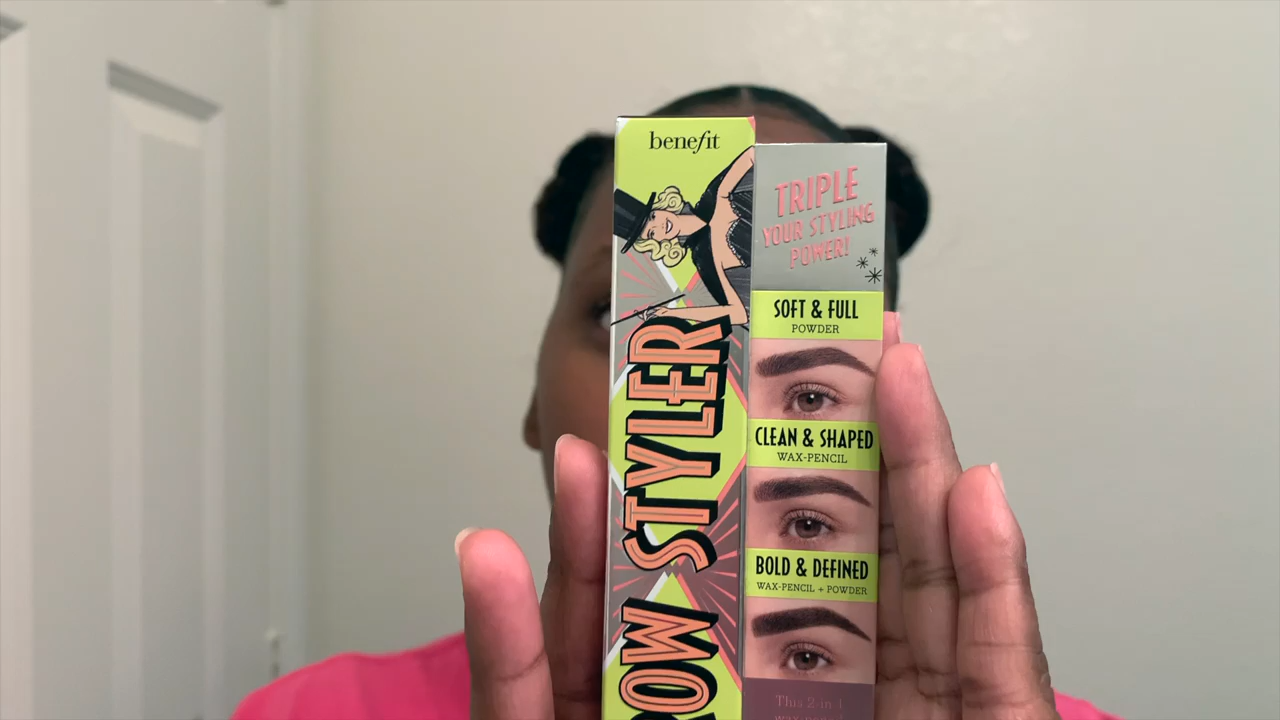 benefit
OW STYLER
TRIPLE
YOUR STYLING
POWER!
SOFT & FULL
POWDER
CLEAN & SHAPED
WAX-PENCIL
BOLD & DEFINED
WAX-PENCIL + POWDER
This 2-in-1